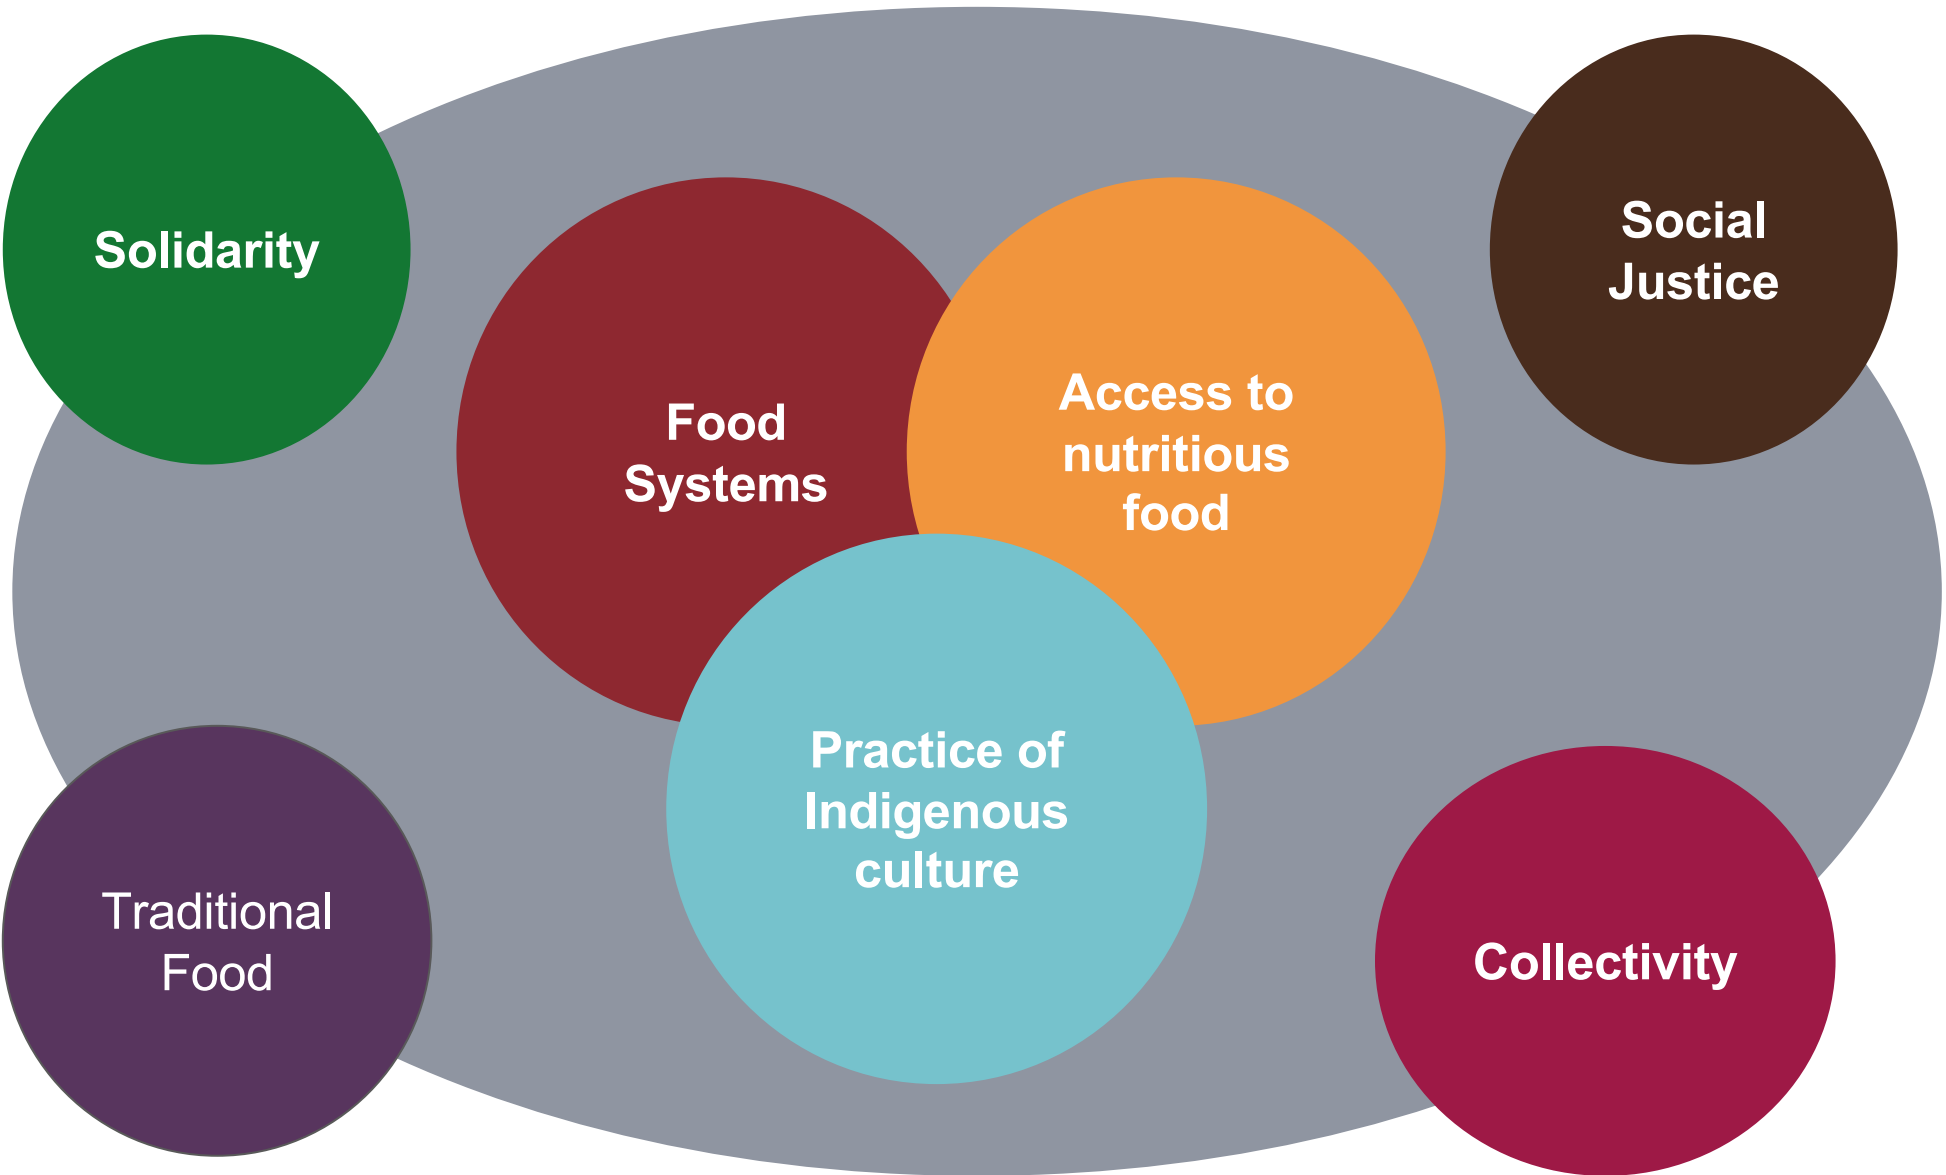 Solidarity
Social
Justice
Food
Systems
Access to
nutritious
food
Practice of
Indigenous
culture
Traditional
Food
Collectivity